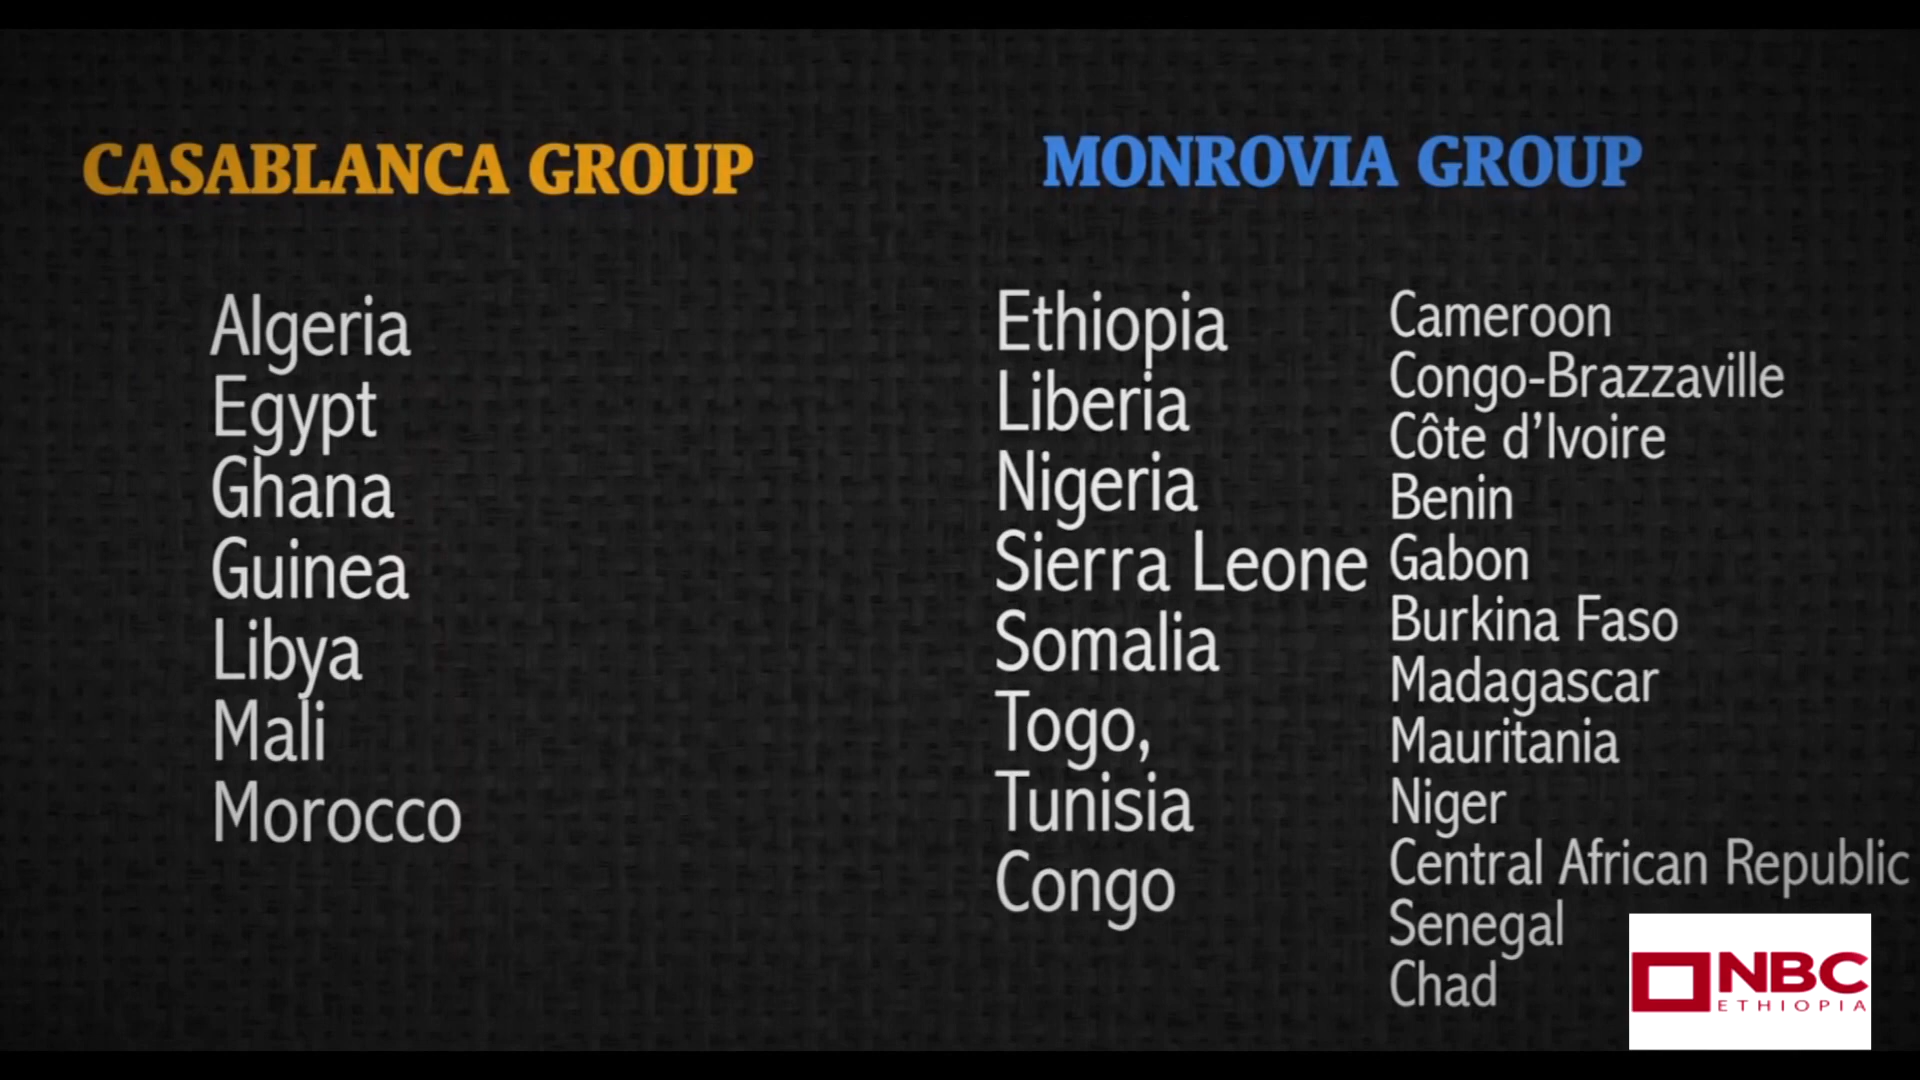 CASABLANCA GROUP
Algeria
Egypt
Ghana
Guinea
Libya
Mali
Morocco
MONROVIA GROUP
Ethiopia
Liberia
Nigeria
Sierra Leone
Somalia
Togo,
Tunisia
Congo
Cameroon
Congo-Brazzaville
Côte d’Ivoire
Benin
Gabon
Burkina Faso
Madagascar
Mauritania
Niger
Central African Republic
Senegal
Chad
NBC
ETHIOPIA